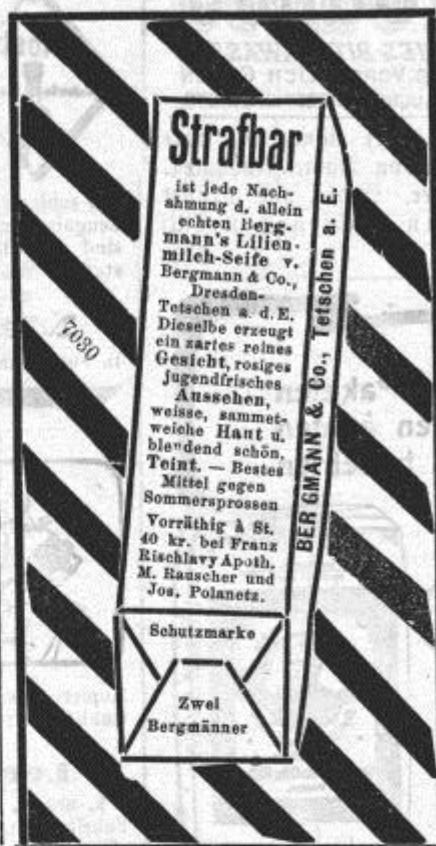 Strafbar
ist jede Nach-
ahmung d. allein
echten Berg-
mann's Lilien-
milch-Seife v.
Bergmann & Co.,
Dresden-
Tetschen a. d. E.
Dieselbe erzeugt
ein zartes reines
Gesicht, rosiges
jugendfrisches
Aussehen,
weisse, sammet-
weiche Haut u.
blendend schön.
Teint. — Bestes
Mittel gegen
Sommersprossen
Vorräthig à St.
40 kr. bei Franz
Rischlavy Apoth.
M. Rauscher und
Jos. Polanetz.
BERGMANN & Co., Tetschen a. E.
7030
Schutzmarke
Zwei
Bergmänner